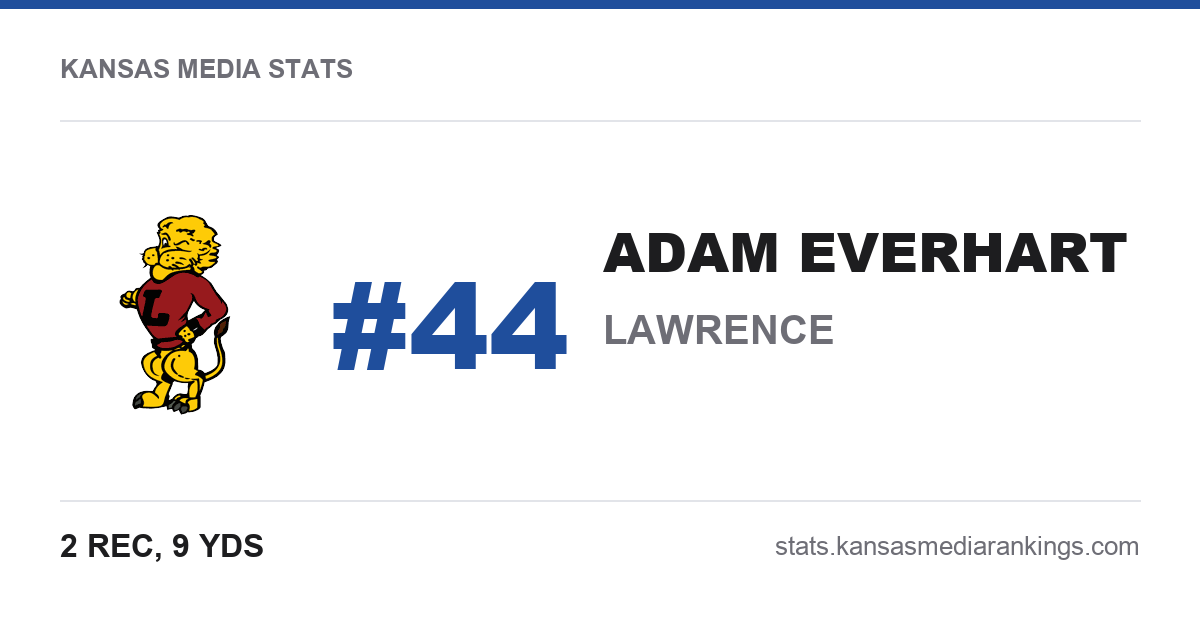 KANSAS MEDIA STATS
L
#44
ADAM EVERHART
LAWRENCE
2 REC, 9 YDS
stats.kansasmediarankings.com